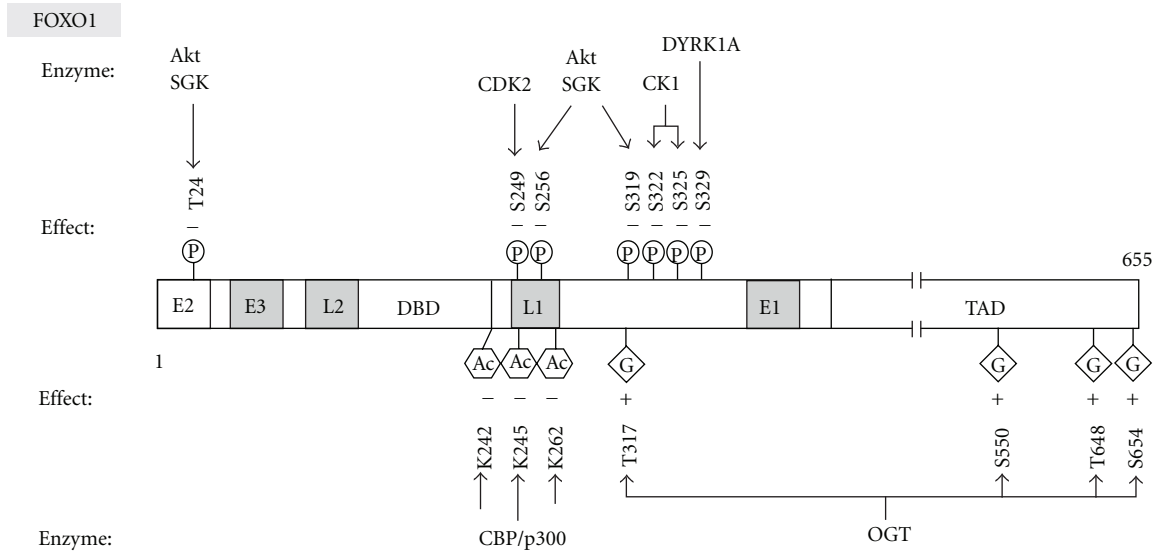 FOXO1
Enzyme:
Akt
SGK
CDK2
Akt
SGK
CK1
DYRK1A
T24
S249
S256
S319
S322
S325
S329
Effect:
– – – – – – –
P P P P P P P
655
E2 E3 L2 DBD L1 E1 TAD
1
Ac Ac Ac G G G G
Effect:
– – – + + + +
K242
K245
K262
T317
S550
T648
S654
Enzyme:
CBP/p300
OGT